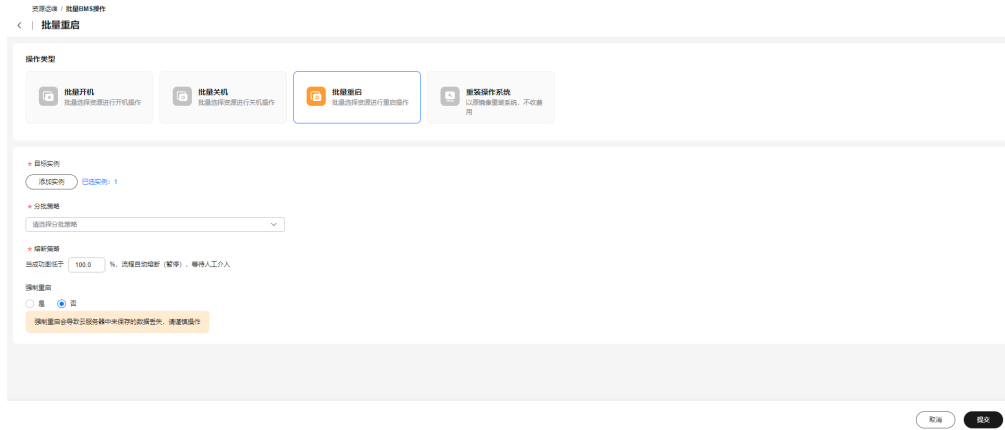 资源运维 / 批量BMS操作
批量重启
操作类型
批量开机
批量选择资源进行开机操作
批量关机
批量选择资源进行关机操作
批量重启
批量选择资源进行重启操作
重装操作系统
以原镜像重装系统，不收费用
* 目标实例
添加实例 已选实例：1
* 分批策略
请选择分批策略
* 熔断策略
当成功率低于 100.0 %，流程自动熔断（暂停），等待人工介入
强制重启
是 否
强制重启会导致云服务器中未保存的数据丢失，请谨慎操作
取消 提交